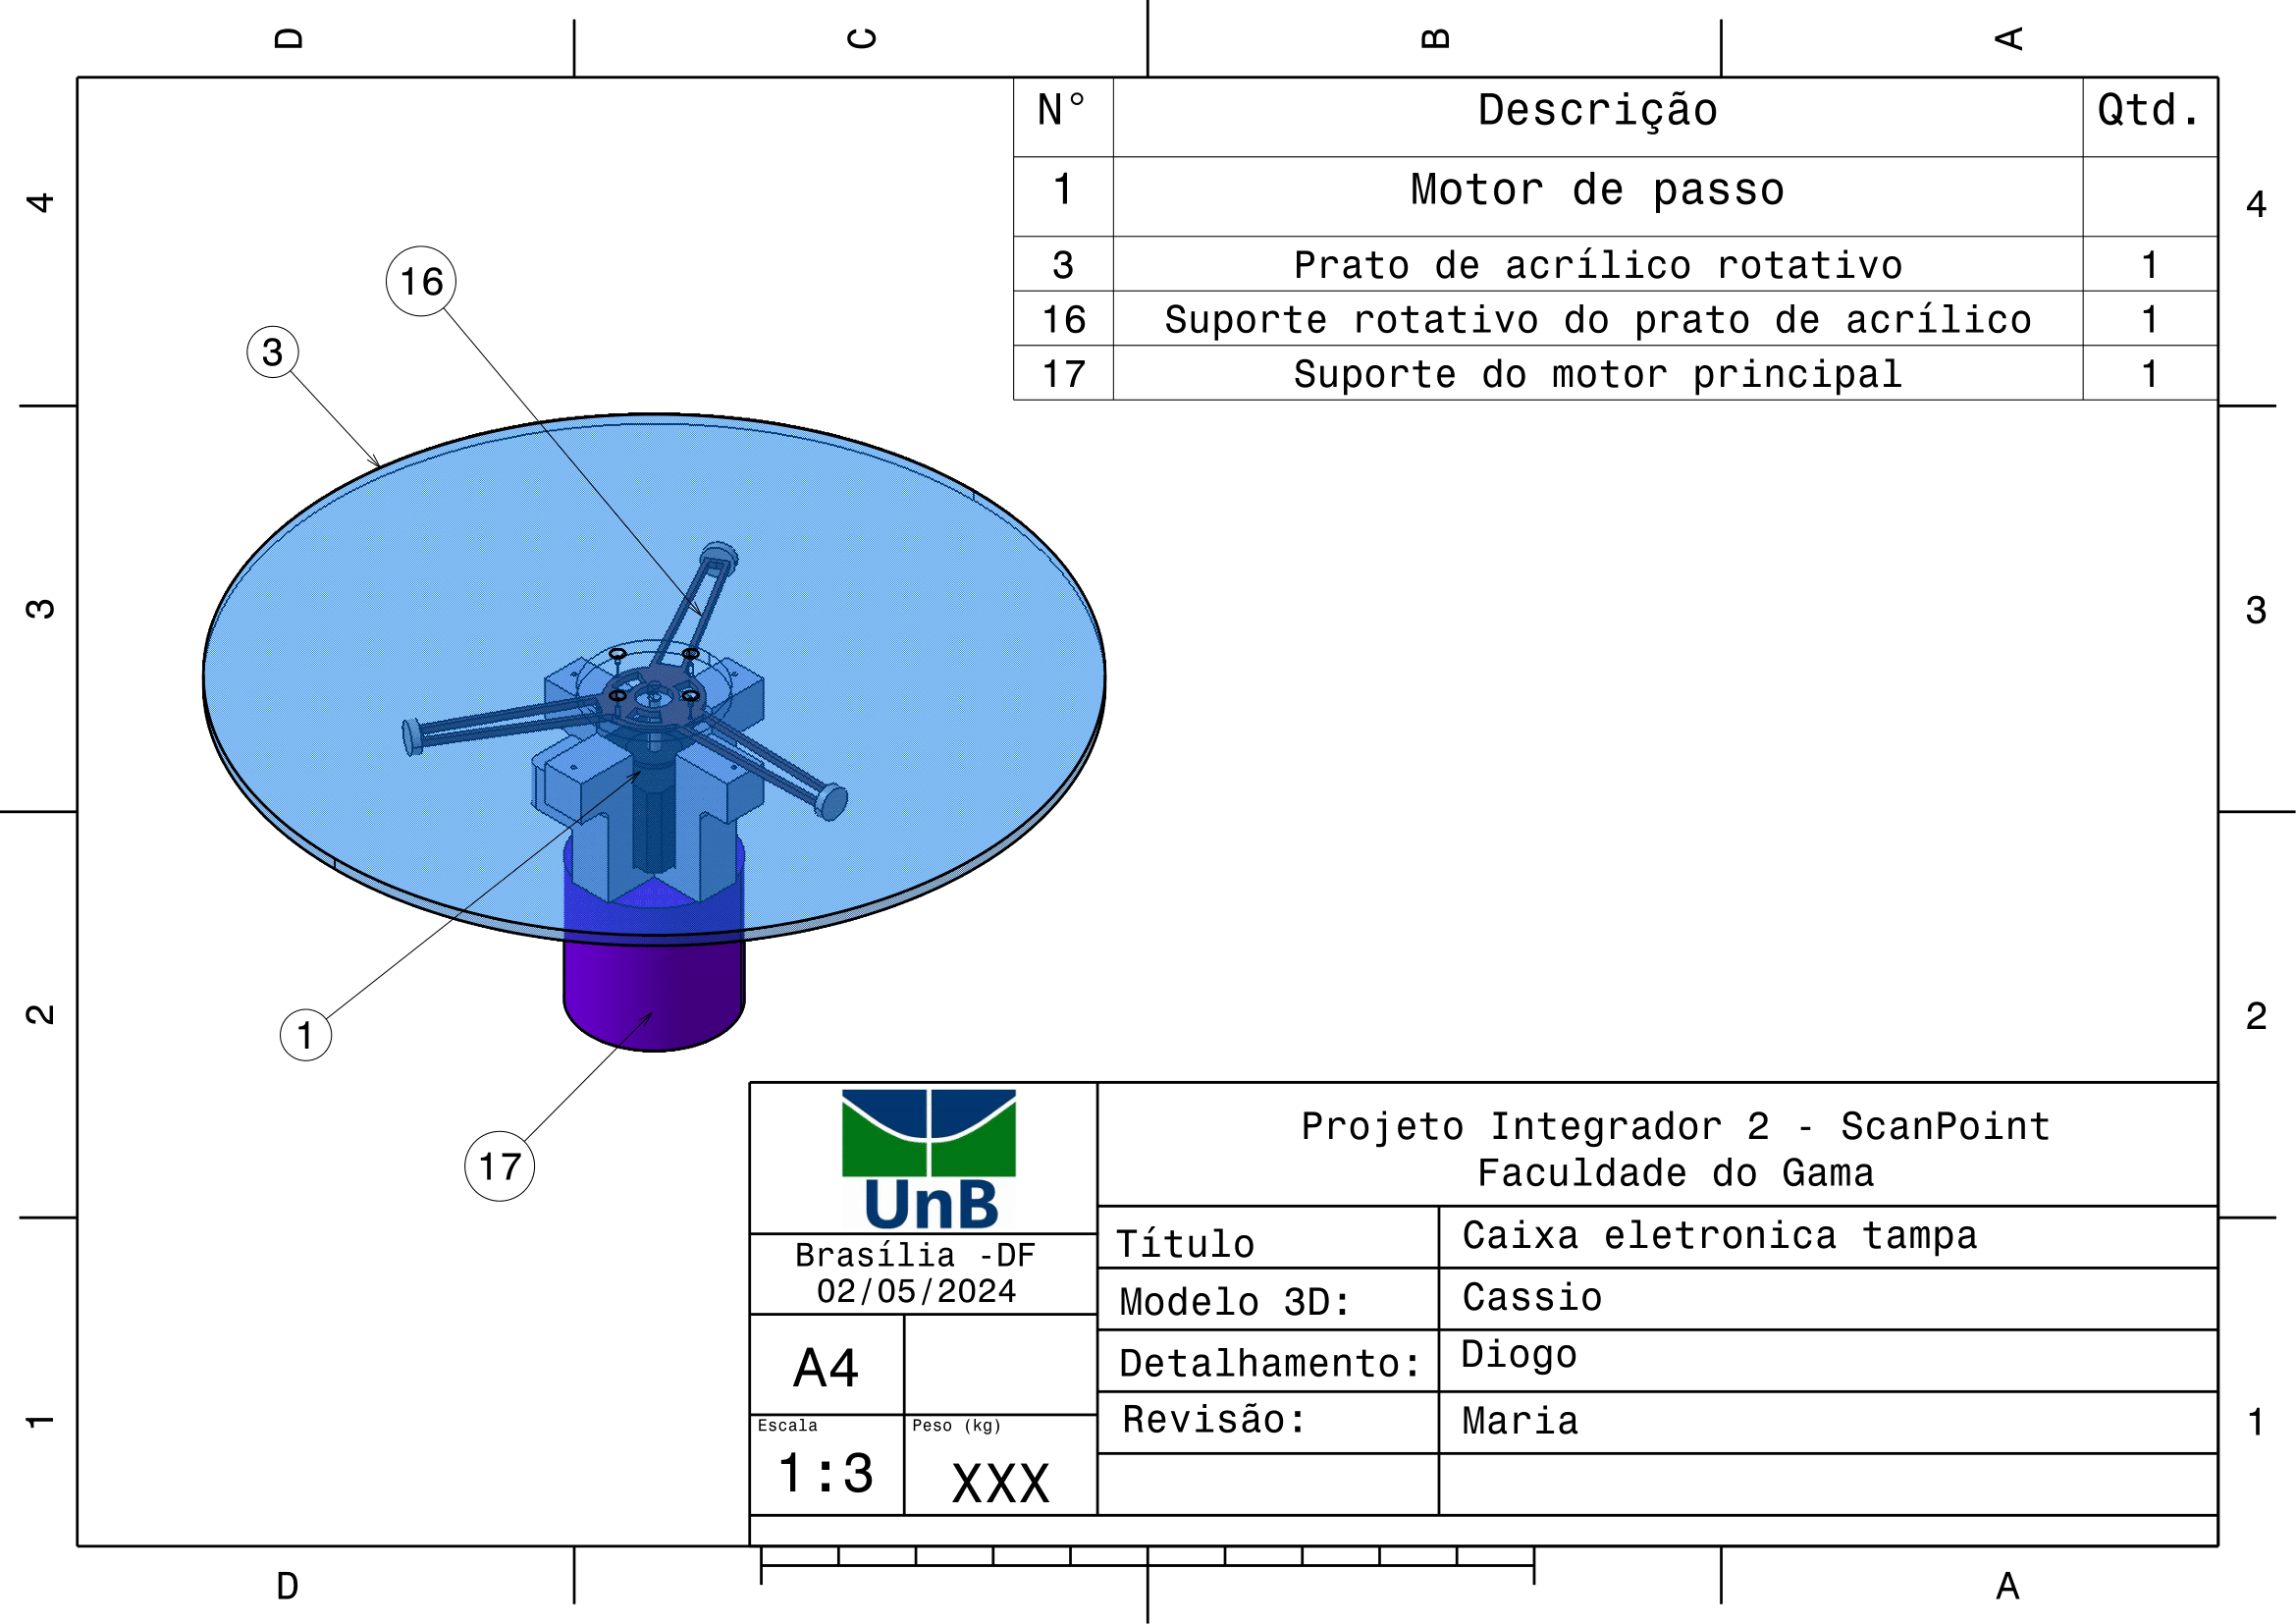 D C B A
N° Descrição Qtd.
1 Motor de passo
3 Prato de acrílico rotativo 1
16 Suporte rotativo do prato de acrílico 1
17 Suporte do motor principal 1
4 4
16
3
3 3
1
17
2 2
UnB
Brasília -DF
02/05/2024
A4
Escala
1:3
Peso (kg)
XXX
Projeto Integrador 2 - ScanPoint
Faculdade do Gama
Título Caixa eletronica tampa
Modelo 3D: Cassio
Detalhamento: Diogo
Revisão: Maria
1 1
D A